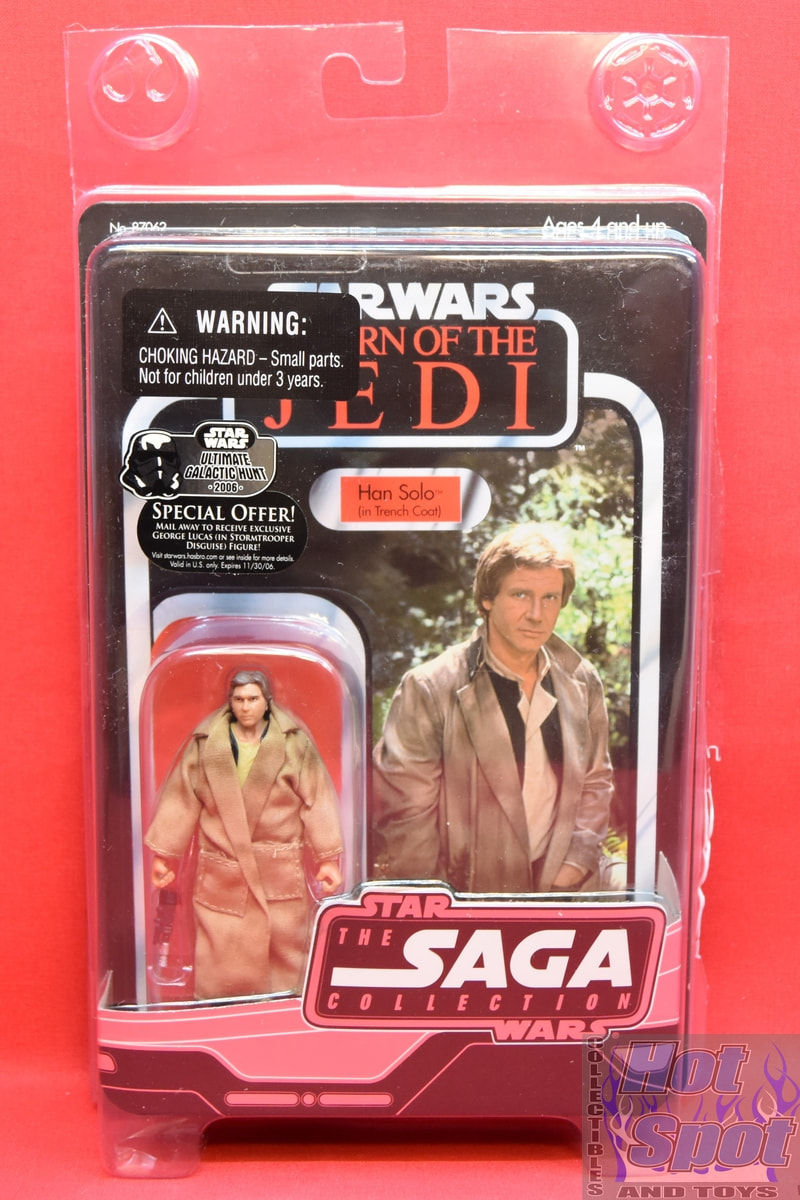 No. 87062
Ages 4 and up
STAR WARS
RETURN OF THE
JEDI
TM
WARNING:
CHOKING HAZARD – Small parts.
Not for children under 3 years.
STAR
WARS
ULTIMATE
GALACTIC HUNT
• 2006 •
SPECIAL OFFER!
MAIL AWAY TO RECEIVE EXCLUSIVE
GEORGE LUCAS (IN STORMTROOPER
DISGUISE) FIGURE!
Visit starwars.hasbro.com or see inside for more details.
Valid in U.S. only. Expires 11/30/06.
Han Solo™
(in Trench Coat)
STAR
THE SAGA
COLLECTION
WARS®
COLLECTIBLES
Hot
Spot
AND TOYS